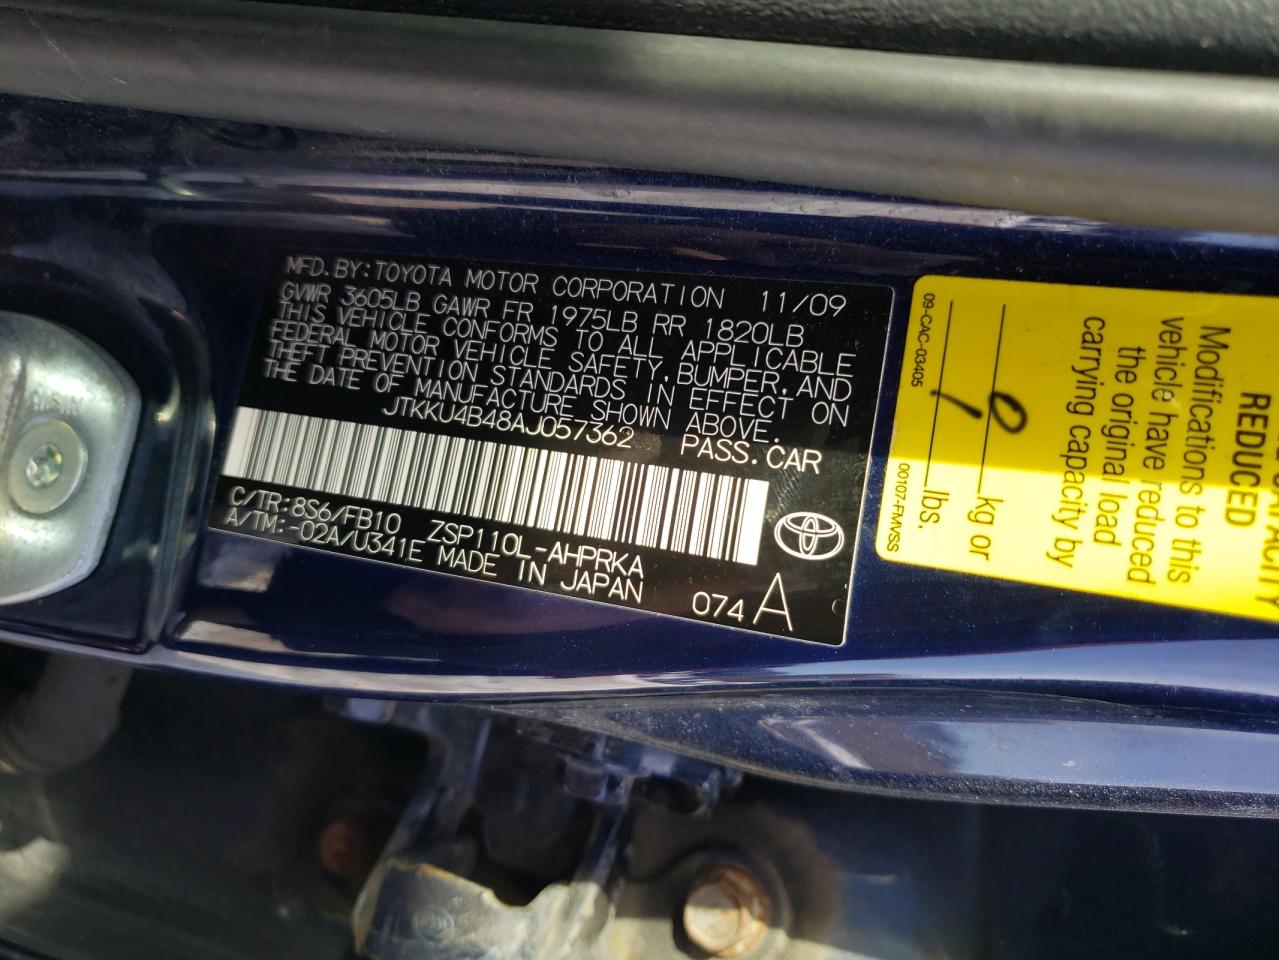 MFD. BY: TOYOTA MOTOR CORPORATION 11/09
GVWR 3605LB GAWR FR 1975LB RR 1820LB
THIS VEHICLE CONFORMS TO ALL APPLICABLE
FEDERAL MOTOR VEHICLE SAFETY, BUMPER, AND
THEFT PREVENTION STANDARDS IN EFFECT ON
THE DATE OF MANUFACTURE SHOWN ABOVE.
JTKKU4B48AJ057362 PASS. CAR
C/TR: 8S6/FB10 ZSP110L-AHPRKA
A/TM: -02A/U341E MADE IN JAPAN
074 A
REDUCED
Modifications to this
vehicle have reduced
the original load
carrying capacity by
kg or
lbs.
09-CAC-03405
00107-FMVSS